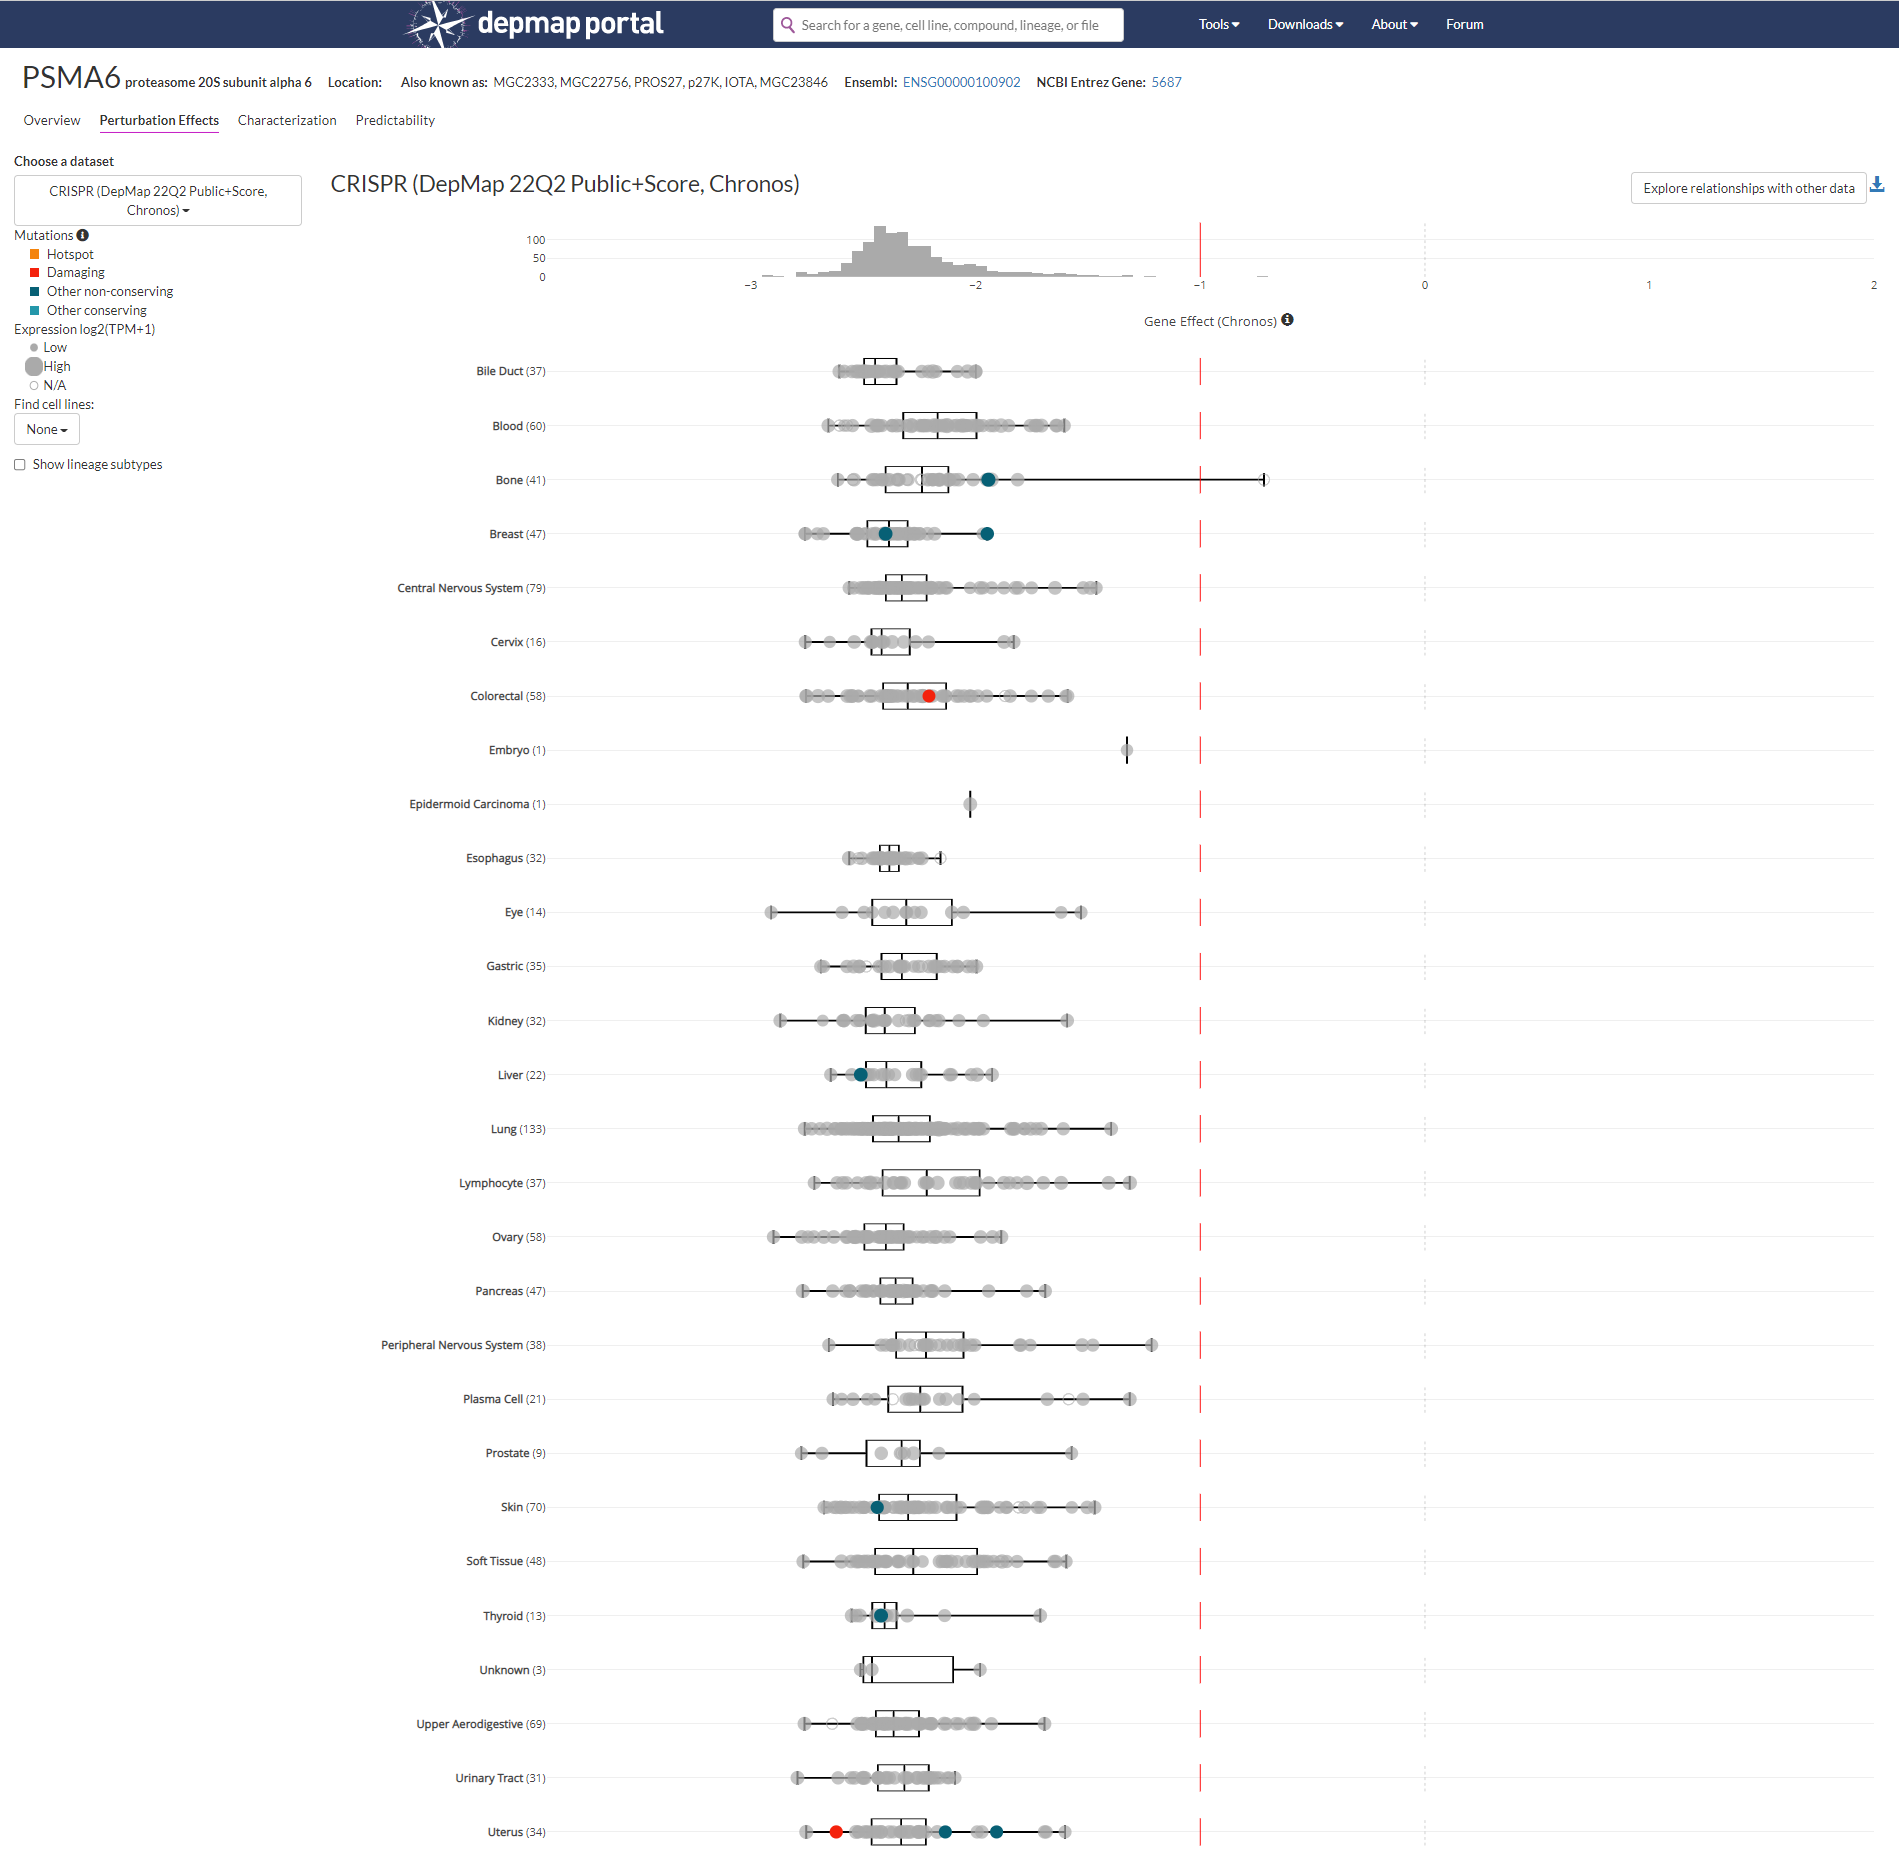 depmap portal
Search for a gene, cell line, compound, lineage, or file
Tools Downloads About Forum
PSMA6 proteasome 20S subunit alpha 6 Location: Also known as: MGC2333, MGC22756, PROS27, p27K, IOTA, MGC23846 Ensembl: ENSG00000100902 NCBI Entrez Gene: 5687
Overview Perturbation Effects Characterization Predictability
Choose a dataset
CRISPR (DepMap 22Q2 Public+Score,
Chronos)
Mutations
Hotspot
Damaging
Other non-conserving
Other conserving
Expression log2(TPM+1)
Low
High
N/A
Find cell lines:
None
Show lineage subtypes
CRISPR (DepMap 22Q2 Public+Score, Chronos)
Explore relationships with other data
100
50
0
−3 −2 −1 0 1 2
Gene Effect (Chronos)
Bile Duct (37)
Blood (60)
Bone (41)
Breast (47)
Central Nervous System (79)
Cervix (16)
Colorectal (58)
Embryo (1)
Epidermoid Carcinoma (1)
Esophagus (32)
Eye (14)
Gastric (35)
Kidney (32)
Liver (22)
Lung (133)
Lymphocyte (37)
Ovary (58)
Pancreas (47)
Peripheral Nervous System (38)
Plasma Cell (21)
Prostate (9)
Skin (70)
Soft Tissue (48)
Thyroid (13)
Unknown (3)
Upper Aerodigestive (69)
Urinary Tract (31)
Uterus (34)